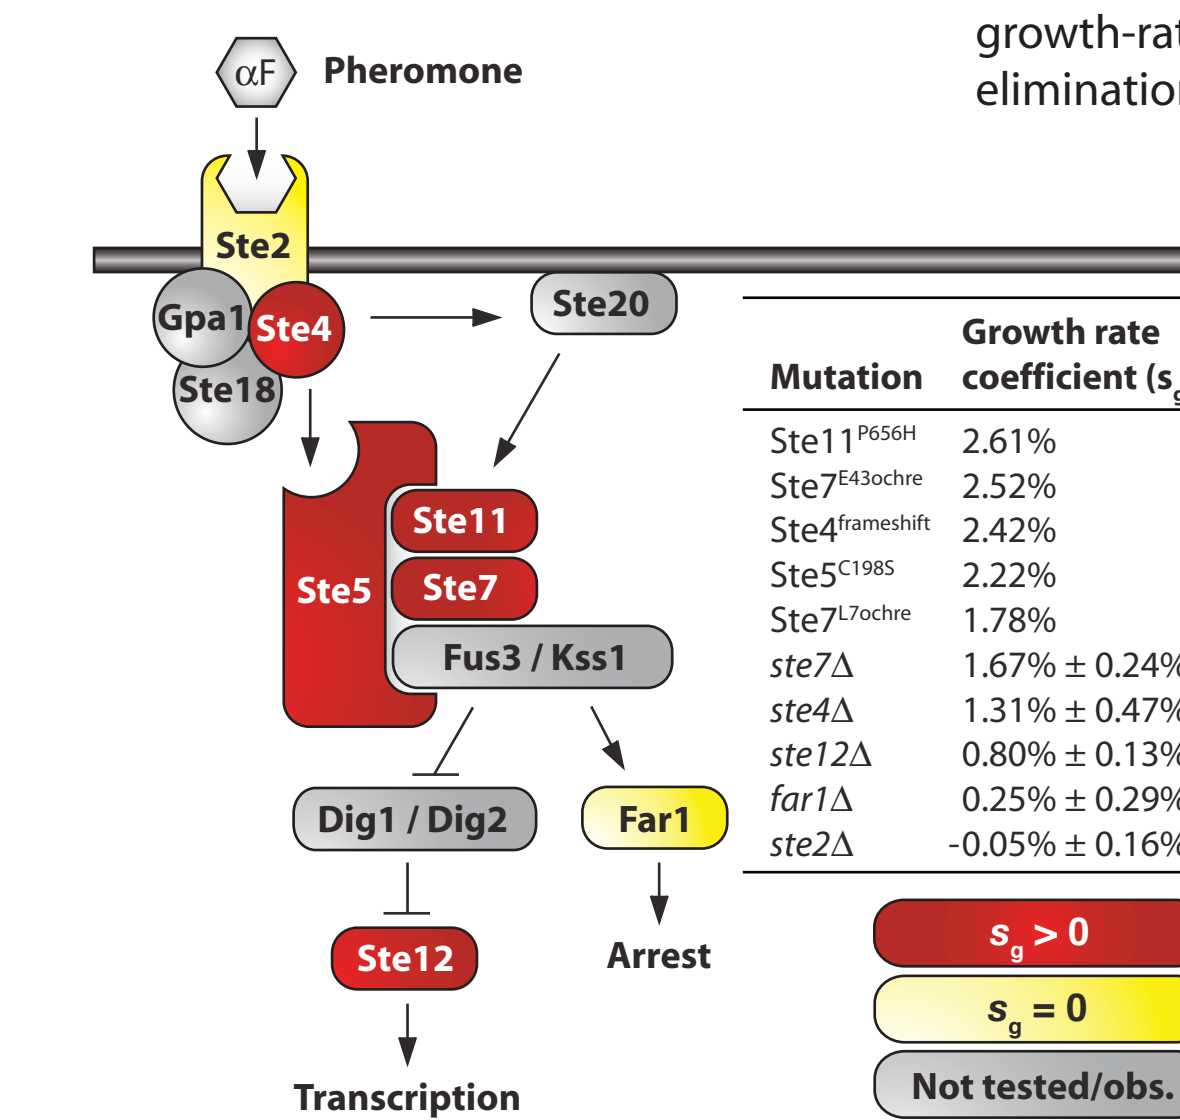 growth-rat
elimination
αF
Pheromone
Ste2
Gpa1
Ste4
Ste18
Ste20
Ste5
Ste11
Ste7
Fus3 / Kss1
Dig1 / Dig2
Far1
Ste12
Arrest
Transcription
Mutation Growth rate coefficient (sg
Ste11P656H 2.61%
Ste7E43ochre 2.52%
Ste4frameshift 2.42%
Ste5C198S 2.22%
Ste7L7ochre 1.78%
ste7Δ 1.67% ± 0.24%
ste4Δ 1.31% ± 0.47%
ste12Δ 0.80% ± 0.13%
far1Δ 0.25% ± 0.29%
ste2Δ -0.05% ± 0.16%
sg > 0
sg = 0
Not tested/obs.